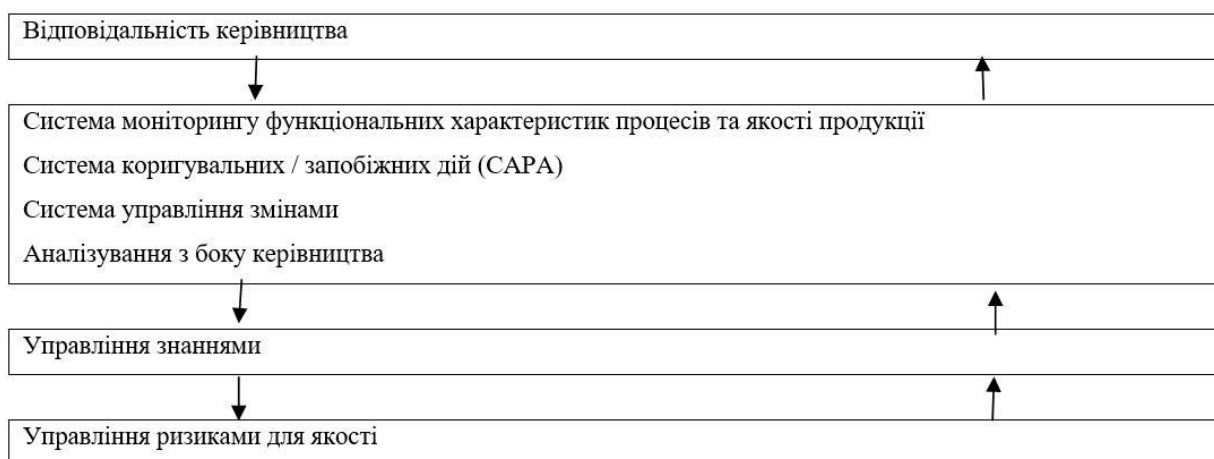 Відповідальність керівництва
Система моніторингу функціональних характеристик процесів та якості продукції
Система коригувальних / запобіжних дій (САРА)
Система управління змінами
Аналізування з боку керівництва
Управління знаннями
Управління ризиками для якості